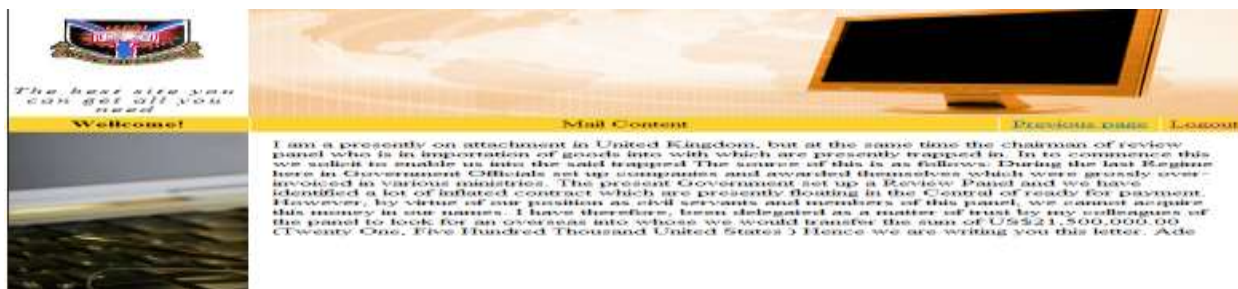 The best site you
can get all you
need
Wellcome!
Mail Content
Previous page
Logout
I am a presently on attachment in United Kingdom, but at the same time the chairman of review
panel who is in importation of goods into with which are presently trapped in. In to commence this
we solicit to enable us into the said trapped The source of this is as follows: During the last Regime
here in Government Officials set up companies and awarded themselves which were grossly over-
invoiced in various ministries. The present Government set up a Review Panel and we have
identified a lot of inflated contract which are presently floating in the Central of ready for payment.
However, by virtue of our position as civil servants and members of this panel, we cannot acquire
this money in our names. I have therefore, been delegated as a matter of trust by my colleagues of
the panel to look for an overseas into whose we would transfer the sum of US$21,500,000.00
(Twenty One, Five Hundred Thousand United States ) Hence we are writing you this letter. Ade